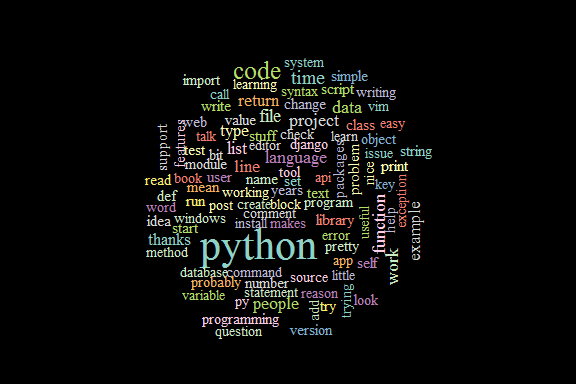 system
code
time simple
import learning
call syntax script writing
write return change data vim
web value file project class easy
talk type stuff check learn object
support features test bit list editor django packages problem issue string
module line language nice print
read book user name tool set api key exception
def mean working years text
word run post create block program useful function help example
idea windows comment library
start install makes
thanks python error pretty work
method app self
database command source little
probably number trying
variable statement reason look
py people add try
programming
question version